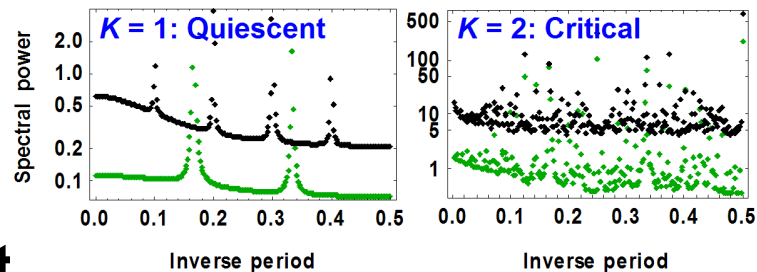 K = 1: Quiescent
Spectral power
2.0
1.0
0.5
0.2
0.1
0.0 0.1 0.2 0.3 0.4 0.5
Inverse period
K = 2: Critical
500
100
50
10
5
1
0.0 0.1 0.2 0.3 0.4 0.5
Inverse period